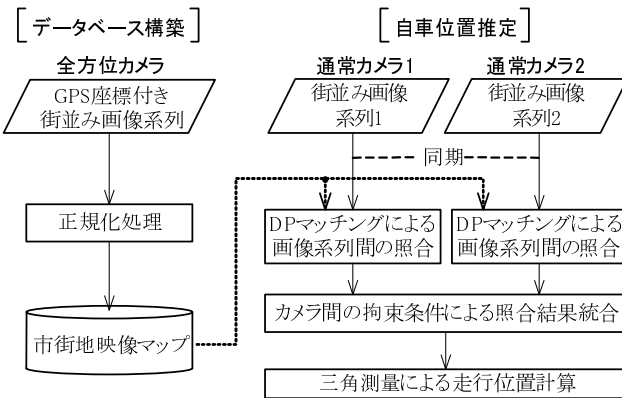 [データベース構築]
全方位カメラ
GPS座標付き
街並み画像系列
正規化処理
市街地映像マップ
[自車位置推定]
通常カメラ1
街並み画像
系列1
通常カメラ2
街並み画像
系列2
同期
DPマッチングによる
画像系列間の照合
DPマッチングによる
画像系列間の照合
カメラ間の拘束条件による照合結果統合
三角測量による走行位置計算